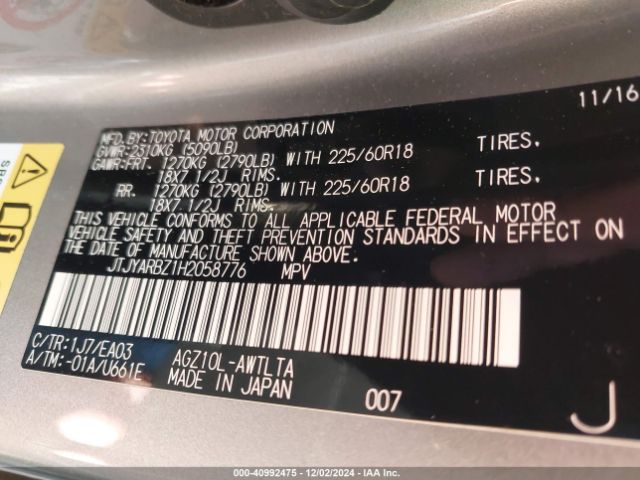 11/16
MFD.BY:TOYOTA MOTOR CORPORATION
GVWR:2310KG (5090LB)
GAWR:FRT. 1270KG (2790LB) WITH 225/60R18 TIRES.
18X7 1/2J RIMS.
RR. 1270KG (2790LB) WITH 225/60R18 TIRES.
18X7 1/2J RIMS.
THIS VEHICLE CONFORMS TO ALL APPLICABLE FEDERAL MOTOR
VEHICLE SAFETY AND THEFT PREVENTION STANDARDS IN EFFECT ON
THE DATE OF MANUFACTURE SHOWN ABOVE.
JTJYARBZ1H2058776 MPV
C/TR:1J7/EA03 AGZ10L-AWTLTA
A/TM:-01A/U661E MADE IN JAPAN 007 J
SRS
000-40992475 - 12/02/2024 - IAA Inc.